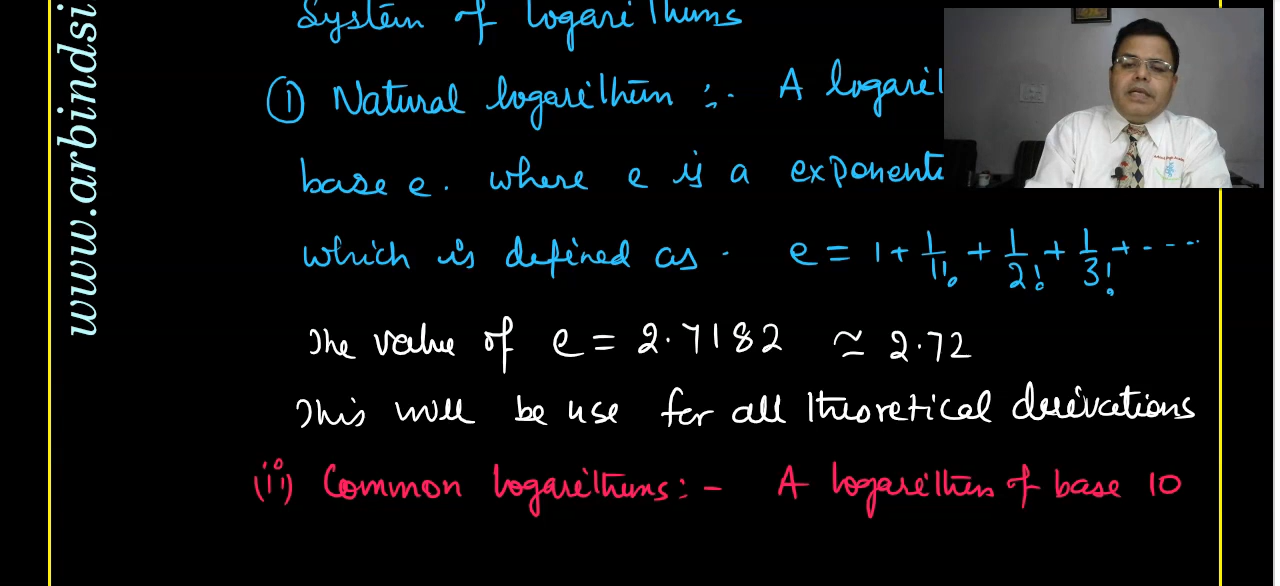 www.arbindsi
System of logarithms
(i) Natural logarithm :- A logarit
base e. where e is a exponente
which is defined as - e = 1 + 1/1! + 1/2! + 1/3! + ----
The value of e = 2.7182 ≃ 2.72
This will be use for all theoretical derivations
(ii) Common logarithms :- A logarithm of base 10